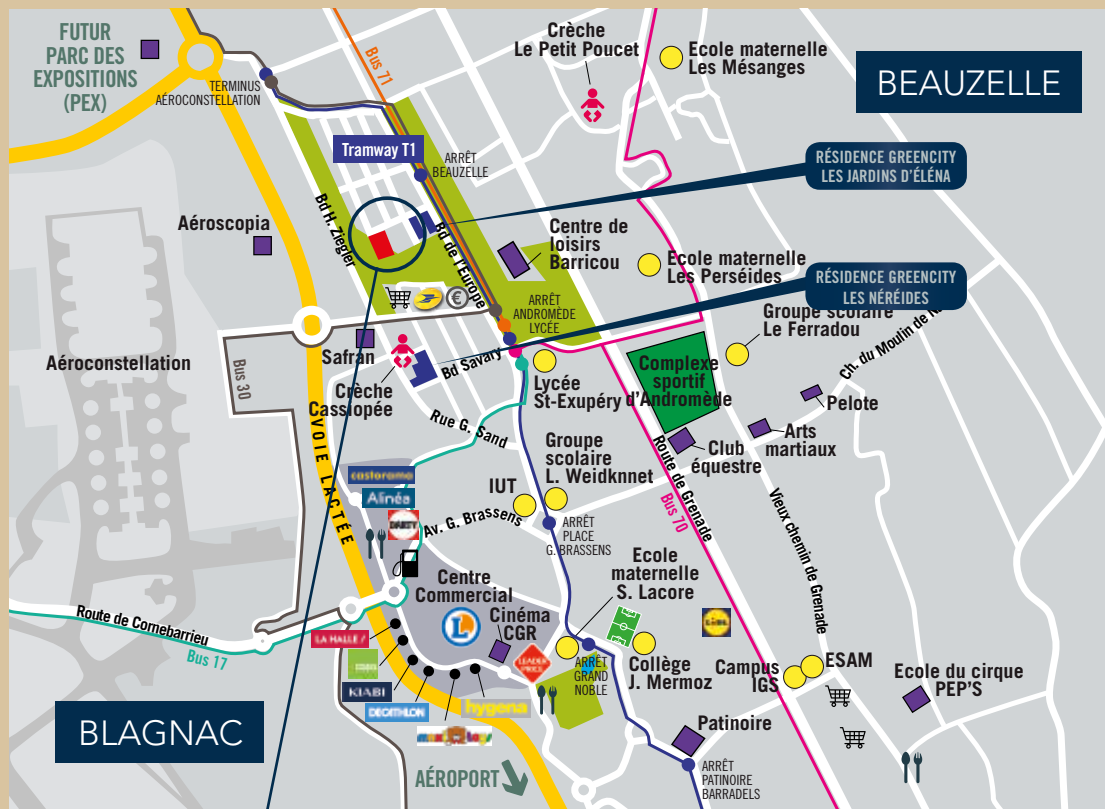 FUTUR
PARC DES
EXPOSITIONS
(PEX)
TERMINUS
AÉROCONSTELLATION
Bus 71
Crèche
Le Petit Poucet
Ecole maternelle
Les Mésanges
BEAUZELLE
Tramway T1
ARRÊT
BEAUZELLE
RÉSIDENCE GREENCITY
LES JARDINS D'ÉLÉNA
Bd H. Ziegler
Bd de l'Europe
Aéroscopia
Centre de
loisirs
Barricou
Ecole maternelle
Les Perséides
RÉSIDENCE GREENCITY
LES NÉRÉIDES
€
ARRÊT
ANDROMÈDE
LYCÉE
Groupe scolaire
Le Ferradou
Ch. du Moulin de
Aéroconstellation
Bus 30
Safran
Crèche
Cassiopée
Bd Savary
Lycée
St-Exupéry
Complexe
sportif
d'Andromède
Pelote
Arts
martiaux
Club
équestre
Rue G. Sand
Groupe
scolaire
L. Weidknnet
Route de Grenade
Bus 70
Vieux chemin de Grenade
VOIE LACTÉE
castorama
Alinéa
DARTY
IUT
Av. G. Brassens
ARRÊT
PLACE
G. BRASSENS
Centre
Commercial
L
Cinéma
CGR
Ecole
maternelle
S. Lacore
LIDL
Route de Cornebarrieu
Bus 17
LA HALLE !
KIABI
DECATHLON
hygena
LEADER
PRICE
ARRÊT
GRAND
NOBLE
Collège
J. Mermoz
Campus
IGS
ESAM
Ecole du cirque
PEP'S
BLAGNAC
maxi toys
AÉROPORT
Patinoire
ARRÊT
PATINOIRE
BARRADELS